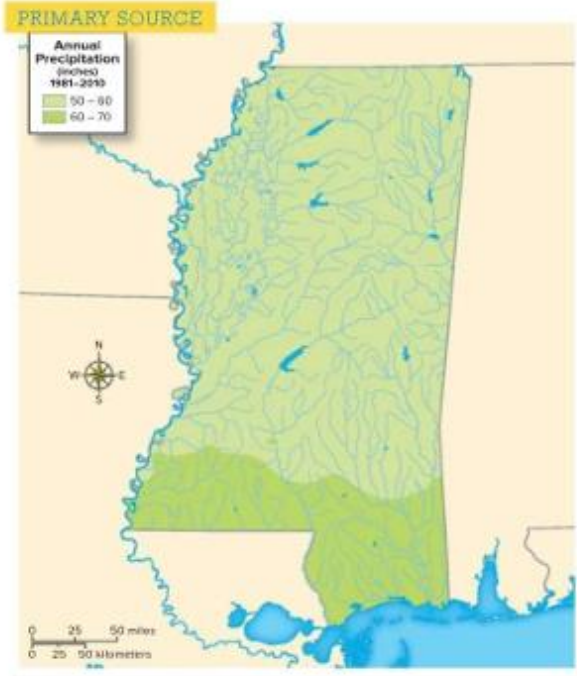 PRIMARY SOURCE
Annual
Precipitation
(inches)
1981–2010
50 – 60
60 – 70
N
W
E
S
0 25 50 miles
0 25 50 kilometers